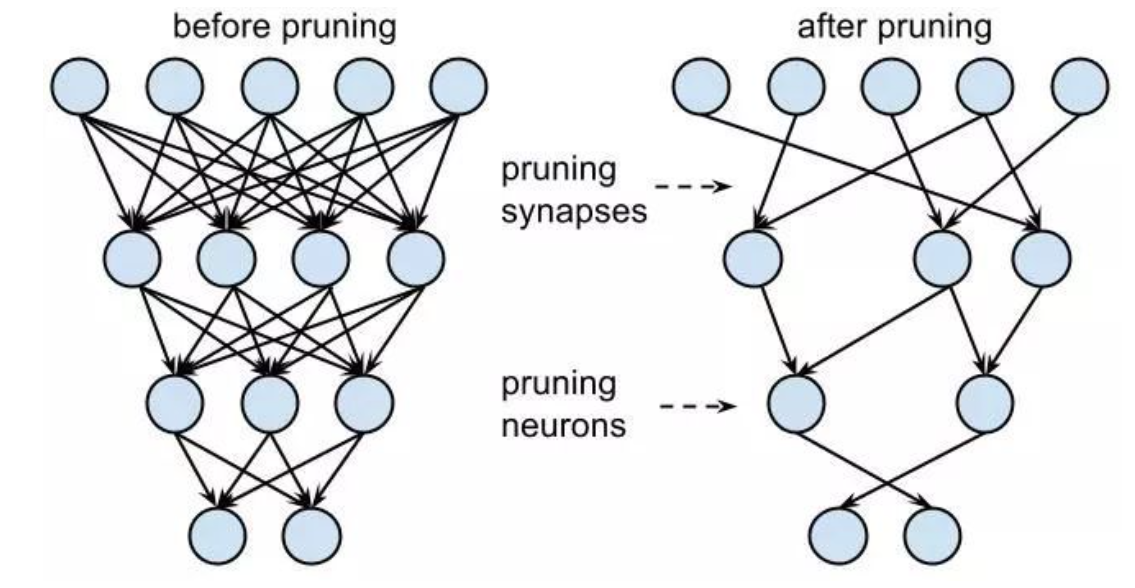 before pruning
after pruning
pruning
synapses
pruning
neurons